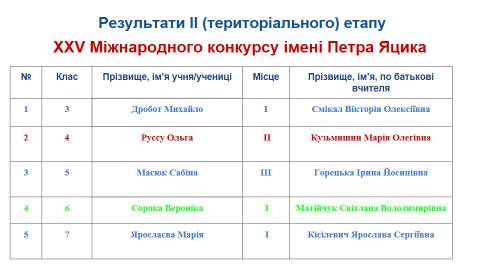 Результати ІІ (територіального) етапу
XXV Міжнародного конкурсу імені Петра Яцика
№ Клас Прізвище, ім'я учня/учениці Місце Прізвище, ім'я, по батькові
вчителя
1 3 Дробот Михайло І Смікал Вікторія Олексіївна
2 4 Руссу Ольга ІІ Кузьмишин Марія Олегівна
3 5 Масюк Сабіна ІІІ Горецька Ірина Йосипівна
4 6 Сорока Вероніка І Матійчук Світлана Володимирівна
5 7 Ярославєа Марія І Кісілевич Ярослава Сергіївна